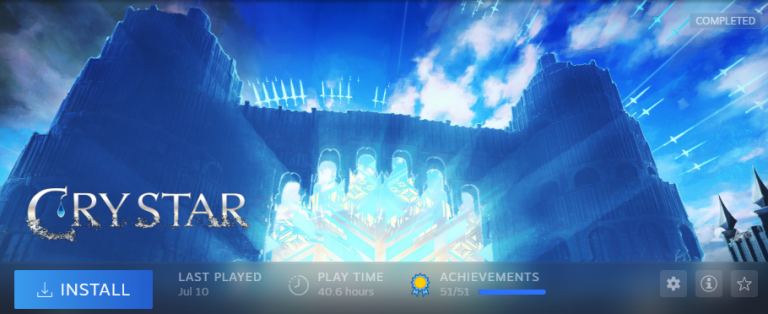 COMPLETED
CRYSTAR
INSTALL
LAST PLAYED
Jul 10
PLAY TIME
40.6 hours
ACHIEVEMENTS
51/51